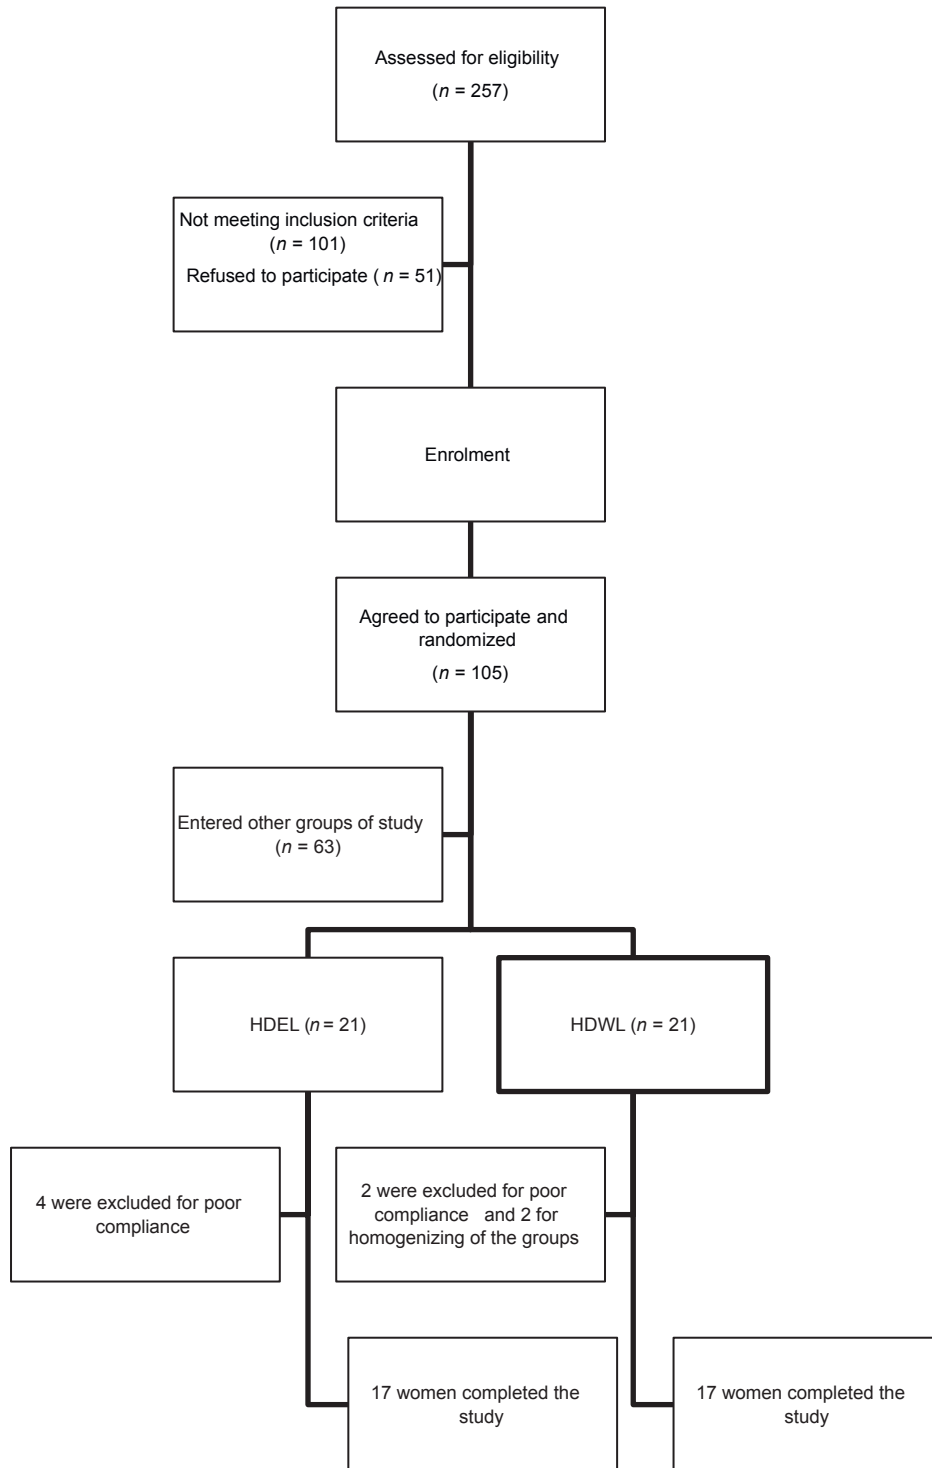 Assessed for eligibility
(n = 257)
Not meeting inclusion criteria
(n = 101)
Refused to participate ( n = 51)
Enrolment
Agreed to participate and
randomized
(n = 105)
Entered other groups of study
(n = 63)
HDEL (n = 21)
HDWL (n = 21)
4 were excluded for poor
compliance
2 were excluded for poor
compliance and 2 for
homogenizing of the groups
17 women completed the
study
17 women completed the
study